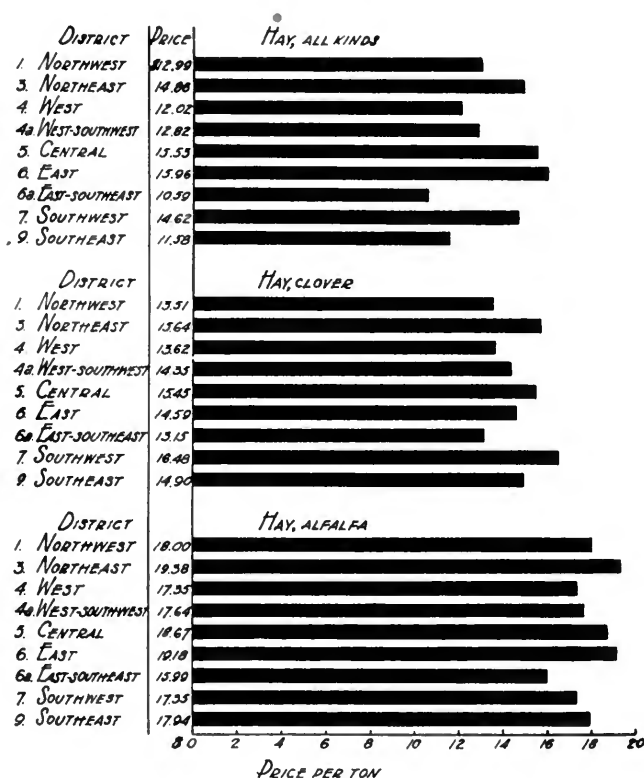 DISTRICT PRICE HAY, ALL KINDS
1. NORTHWEST $12.99
3. NORTHEAST 14.86
4. WEST 12.02
4a. WEST-SOUTHWEST 12.82
5. CENTRAL 15.53
6. EAST 15.96
6a. EAST-SOUTHEAST 10.59
7. SOUTHWEST 14.62
9. SOUTHEAST 11.58
DISTRICT HAY, CLOVER
1. NORTHWEST 13.51
3. NORTHEAST 15.64
4. WEST 13.62
4a. WEST-SOUTHWEST 14.35
5. CENTRAL 15.45
6. EAST 14.59
6a. EAST-SOUTHEAST 13.15
7. SOUTHWEST 16.48
9. SOUTHEAST 14.90
DISTRICT HAY, ALFALFA
1. NORTHWEST 18.00
3. NORTHEAST 19.38
4. WEST 17.35
4a. WEST-SOUTHWEST 17.64
5. CENTRAL 18.67
6. EAST 19.18
6a. EAST-SOUTHEAST 15.99
7. SOUTHWEST 17.35
9. SOUTHEAST 17.94
$ 0 2 4 6 8 10 12 14 16 18 20
PRICE PER TON